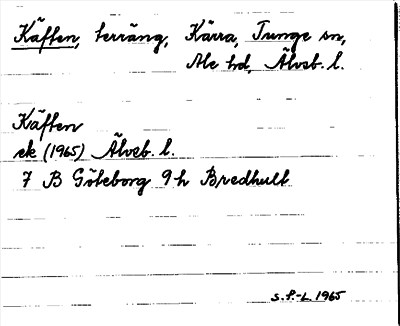 Käften, terräng, Kärra, Tunge sn,
Ale hd, Älvsb. l.
Käften
ek (1965) Älvsb. l.
7 B Göteborg 9 h Bredhult
S.P.-L. 1965